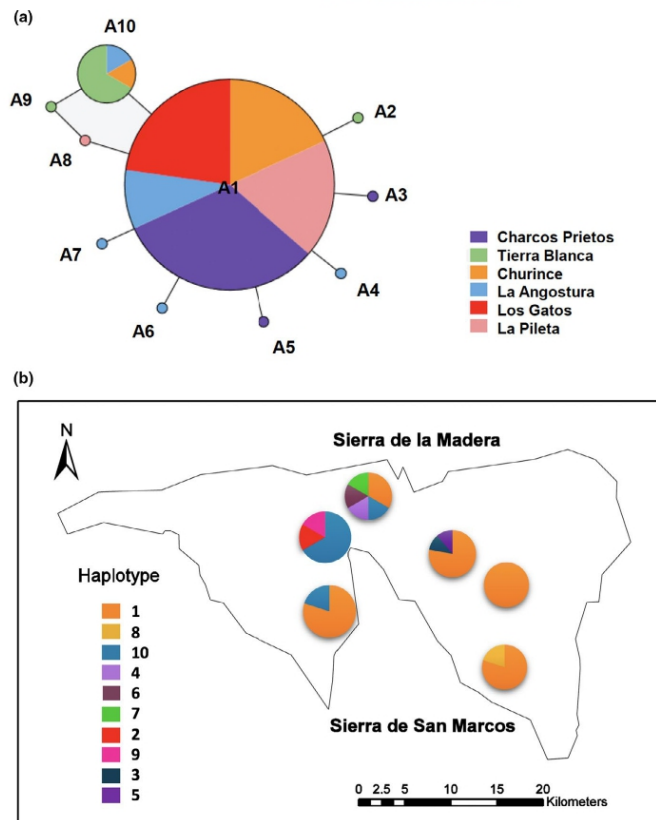 (a)
A10
A9
A8
A2
A1
A3
A7
A4
A6
A5
Charcos Prietos
Tierra Blanca
Churince
La Angostura
Los Gatos
La Pileta
(b)
N
Sierra de la Madera
Haplotype
1
8
10
4
6
7
2
9
3
5
Sierra de San Marcos
0 2.5 5 10 15 20
Kilometers